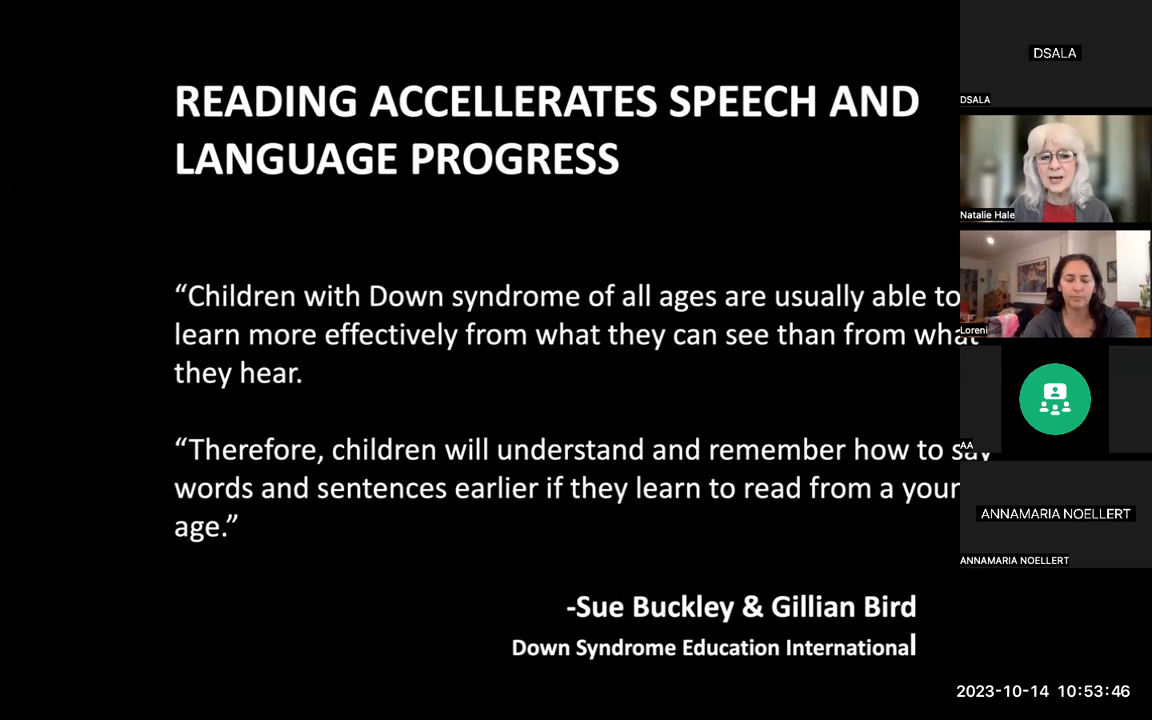 READING ACCELLERATES SPEECH AND
LANGUAGE PROGRESS
“Children with Down syndrome of all ages are usually able to
learn more effectively from what they can see than from what
they hear.
“Therefore, children will understand and remember how to say
words and sentences earlier if they learn to read from a
age.”
-Sue Buckley & Gillian Bird
Down Syndrome Education International
DSALA
DSALA
Natalie Hale
Loreni
AA
ANNAMARIA NOELLERT
ANNAMARIA NOELLERT
2023-10-14 10:53:46